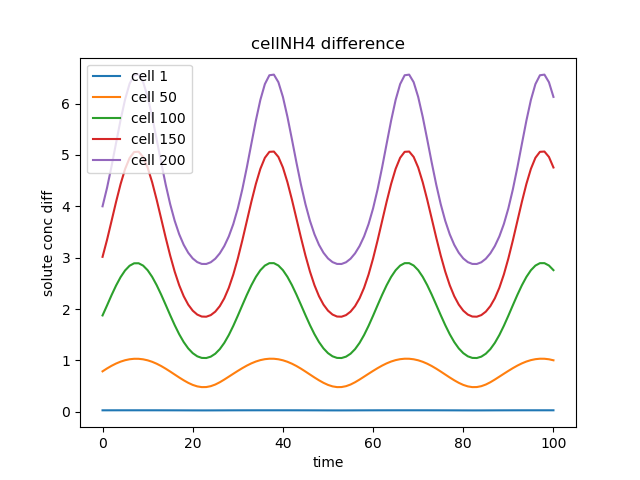 cellNH4 difference
cell 1
cell 50
cell 100
cell 150
cell 200
solute conc diff
6
5
4
3
2
1
0
0 20 40 60 80 100
time